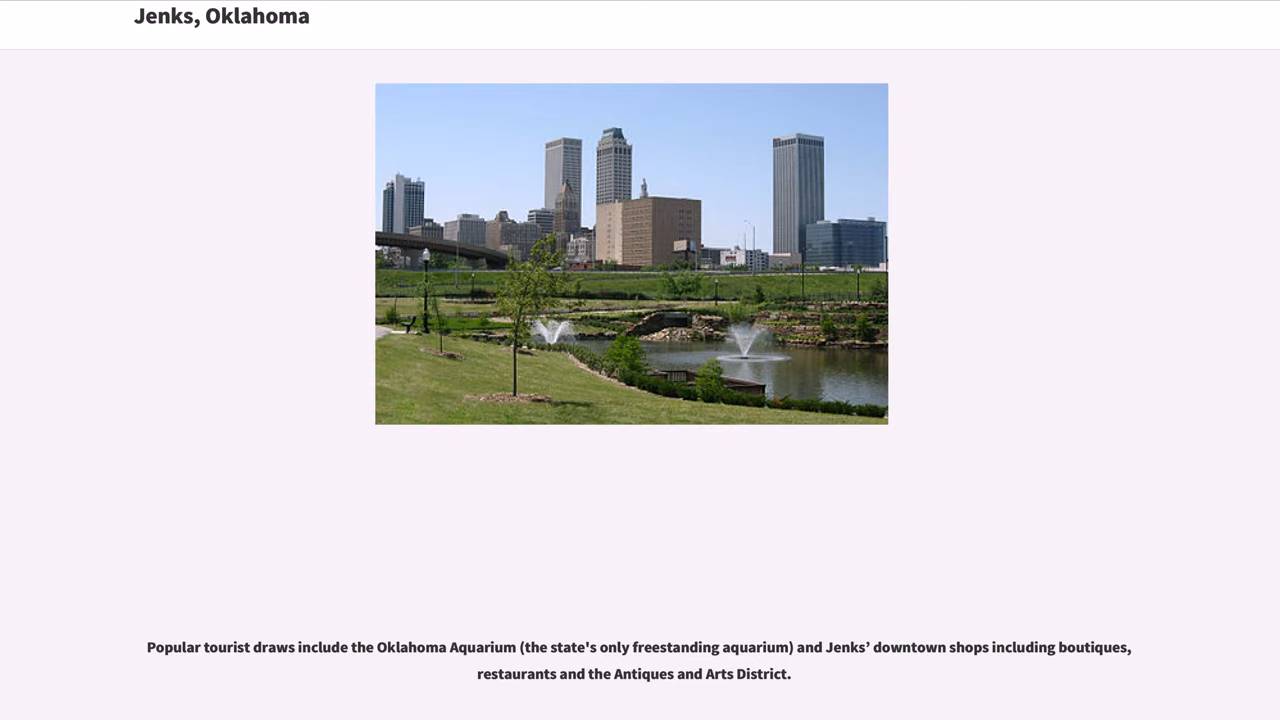 Jenks, Oklahoma
Popular tourist draws include the Oklahoma Aquarium (the state's only freestanding aquarium) and Jenks’ downtown shops including boutiques,
restaurants and the Antiques and Arts District.